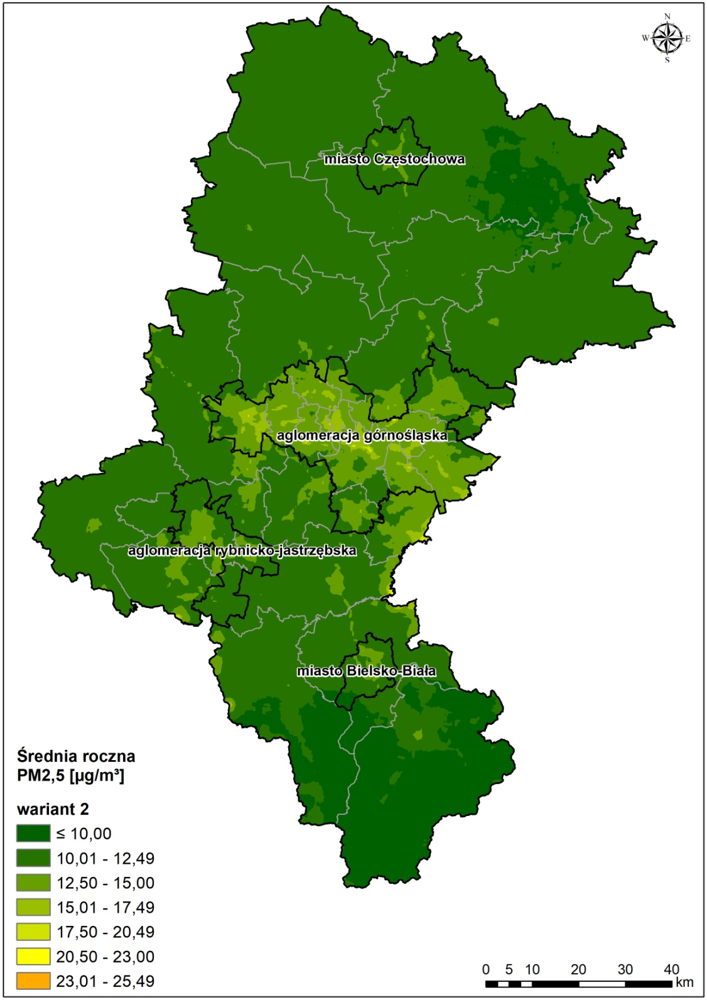 N
W E
S
miasto Częstochowa
aglomeracja górnośląska
aglomeracja rybnicko-jastrzębska
miasto Bielsko-Biała
Średnia roczna
PM2,5 [µg/m³]
wariant 2
≤ 10,00
10,01 - 12,49
12,50 - 15,00
15,01 - 17,49
17,50 - 20,49
20,50 - 23,00
23,01 - 25,49
0 5 10 20 30 40
km